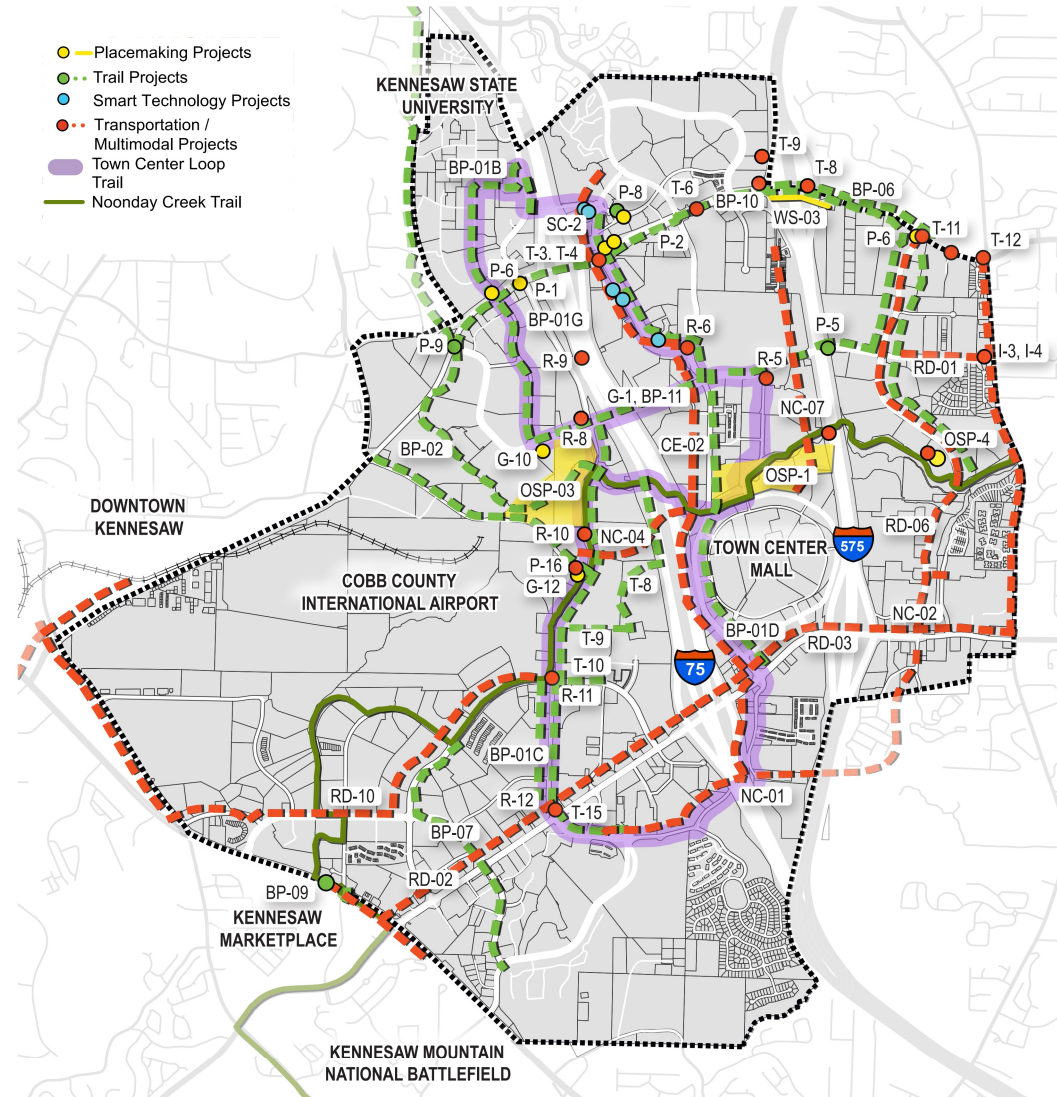 Placemaking Projects
Trail Projects
Smart Technology Projects
Transportation /
Multimodal Projects
Town Center Loop
Trail
Noonday Creek Trail
KENNESAW STATE
UNIVERSITY
T-9
T-8
BP-01B
P-8
T-6
BP-10
BP-06
WS-03
SC-2
P-2
P-6
T-11
T-12
T-3, T-4
P-6
P-1
BP-01G
R-6
P-5
P-9
R-9
R-5
I-3, I-4
RD-01
G-1, BP-11
NC-07
R-8
CE-02
OSP-4
BP-02
G-10
OSP-03
OSP-1
DOWNTOWN
KENNESAW
R-10
NC-04
RD-06
TOWN CENTER
MALL
575
P-16
G-12
T-8
COBB COUNTY
INTERNATIONAL AIRPORT
NC-02
T-9
BP-01D
RD-03
T-10
75
R-11
BP-01C
RD-10
R-12
T-15
NC-01
BP-07
RD-02
BP-09
KENNESAW
MARKETPLACE
KENNESAW MOUNTAIN
NATIONAL BATTLEFIELD